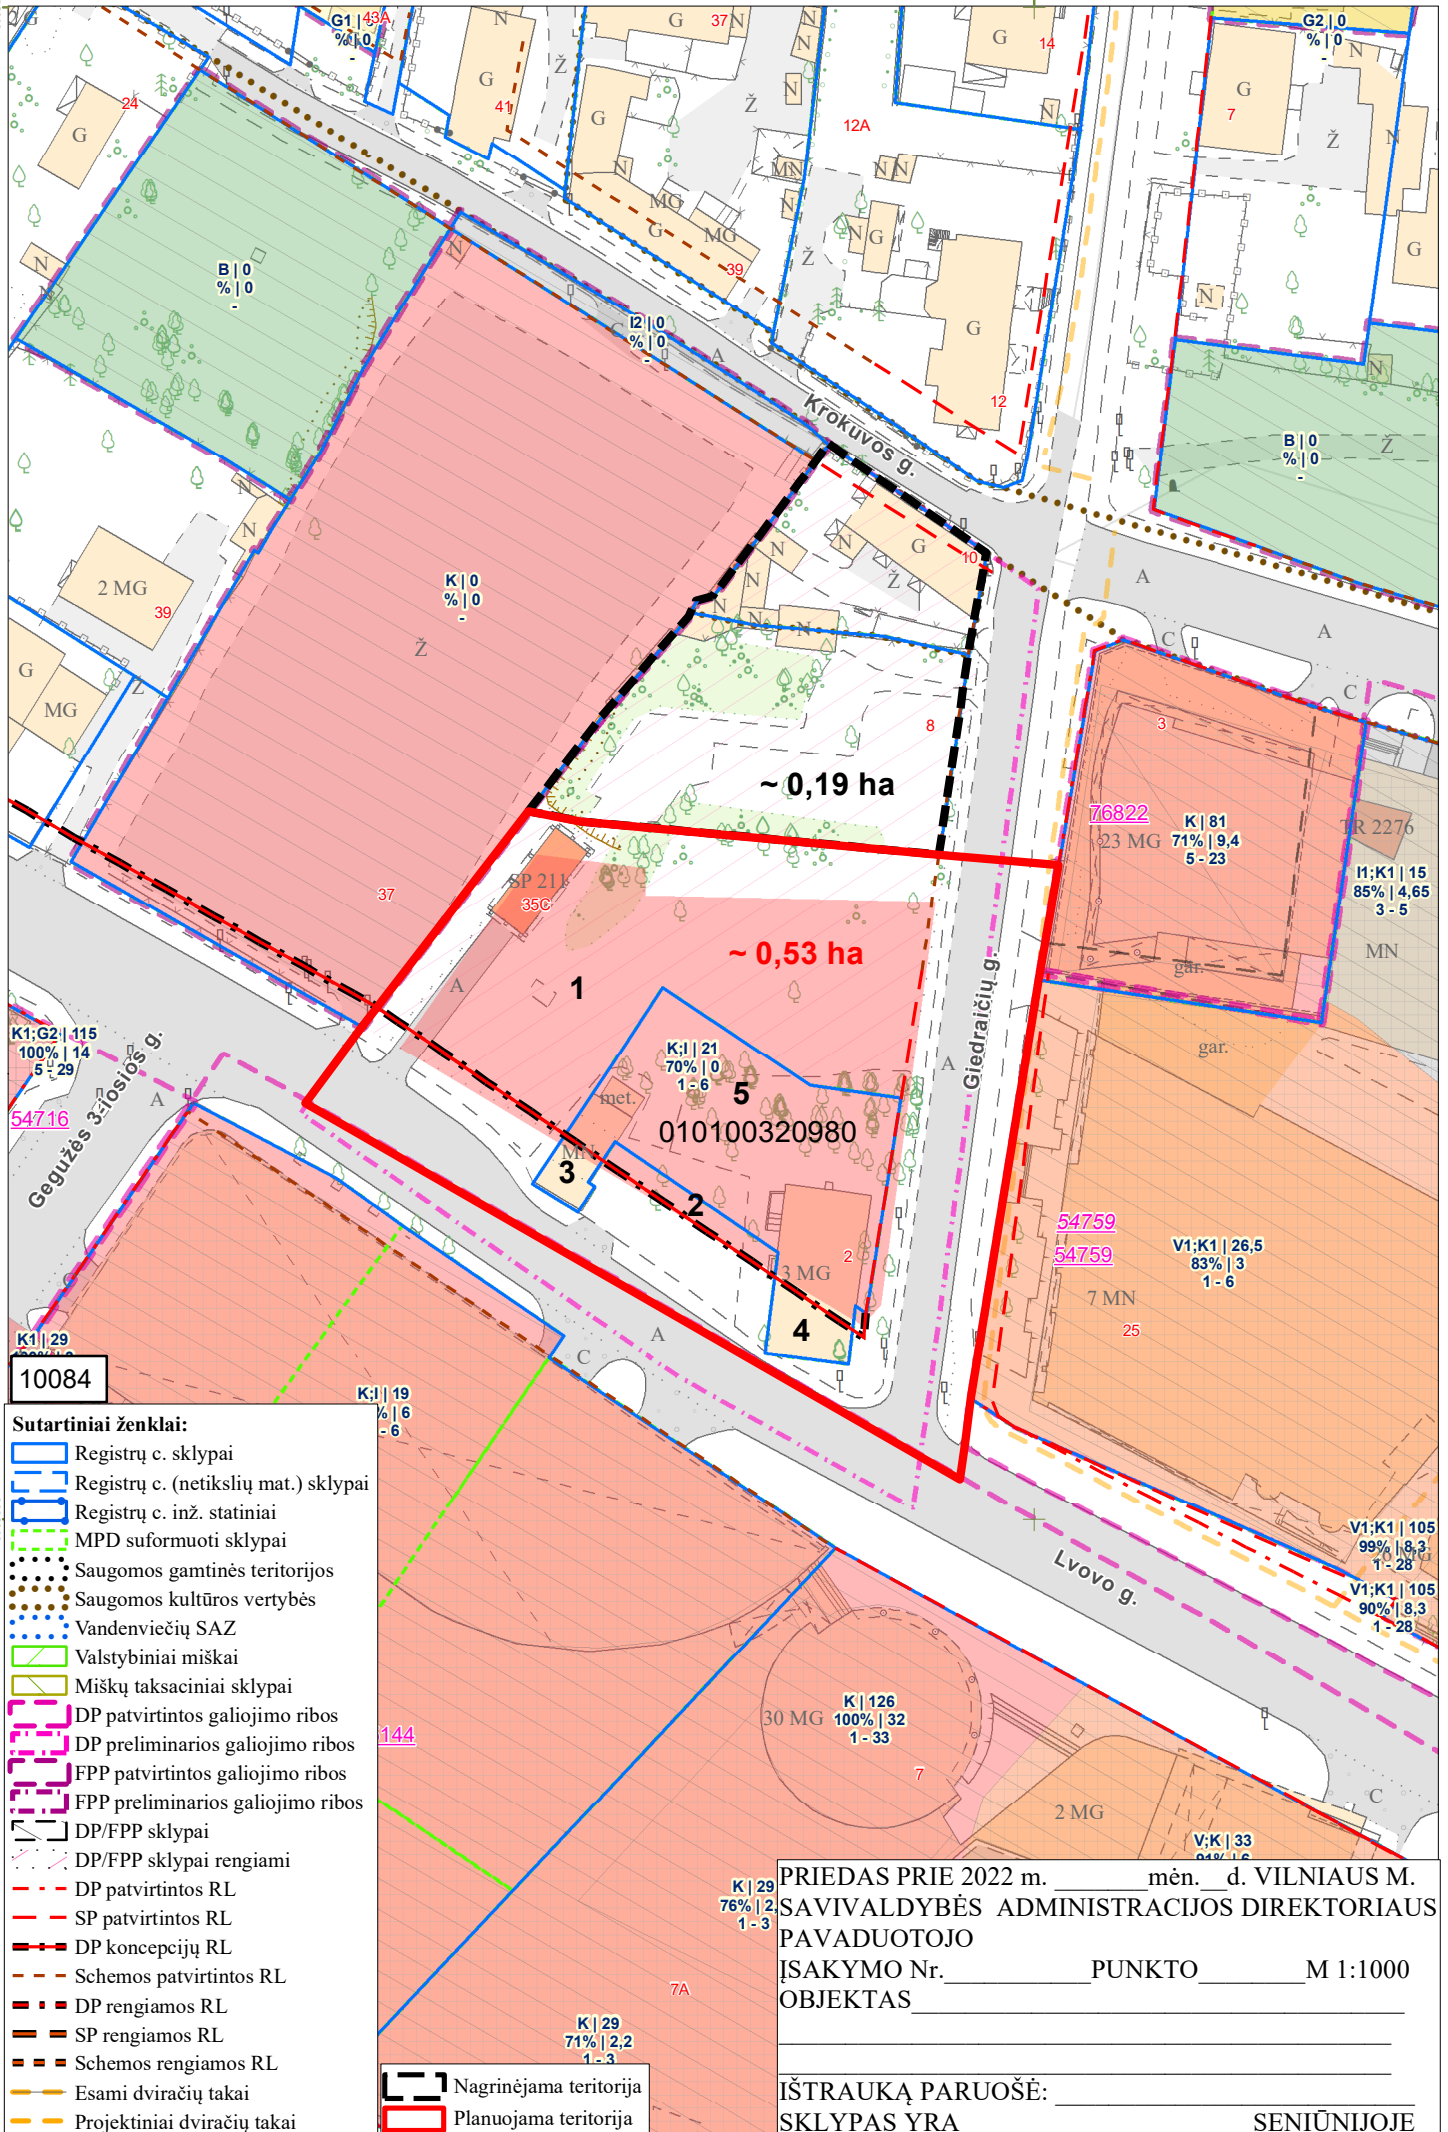 G1 | 0
% | 0
-
43A
N
G
37
N
N
G
14
G2 | 0
% | 0
-
N
2 G
G
41
Ž
N
24
G
G
Ž
12A
G
7
Ž
N
N
MN
N
N
N
MG
G
MG
39
N
G
Ž
G
N
N
B | 0
% | 0
-
N
I2 | 0
% | 0
-
C
A
G
12
N
N
Krokuvos g.
B | 0
% | 0
-
Ž
N
N
2 MG
39
K | 0
% | 0
-
Ž
N
N
N
G
10
Ž
N
N
N
A
A
C
C
G
MG
Ž
8
~ 0,19 ha
3
76822
23 MG
K | 81
71% | 9,4
5 - 23
TR 2276
I1;K1 | 15
85% | 4,65
3 - 5
MN
37
SP 211
35C
~ 0,53 ha
1
A
gar.
gar.
Giedraičių g.
A
K1;G2 | 115
100% | 14
5 - 29
54716
Gegužės 3-iosios g.
A
K;I | 21
70% | 0
1 - 6
met.
5
010100320980
MN
3
2
2
3 MG
4
54759
54759
V1;K1 | 26,5
83% | 3
1 - 6
7 MN
25
C
A
C
K1 | 29
10084
K;I | 19
% | 6
- 6
Lvovo g.
V1;K1 | 105
99% | 8,3
1 - 28
26 MG
V1;K1 | 105
90% | 8,3
1 - 28
Sutartiniai ženklai:
Registrų c. sklypai
Registrų c. (netikslių mat.) sklypai
Registrų c. inž. statiniai
MPD suformuoti sklypai
Saugomos gamtinės teritorijos
Saugomos kultūros vertybės
Vandenviečių SAZ
Valstybiniai miškai
Miškų taksaciniai sklypai
DP patvirtintos galiojimo ribos
DP preliminarios galiojimo ribos
FPP patvirtintos galiojimo ribos
FPP preliminarios galiojimo ribos
DP/FPP sklypai
DP/FPP sklypai rengiami
DP patvirtintos RL
SP patvirtintos RL
DP koncepcijų RL
Schemos patvirtintos RL
DP rengiamos RL
SP rengiamos RL
Schemos rengiamos RL
Esami dviračių takai
Projektiniai dviračių takai
144
30 MG
K | 126
100% | 32
1 - 33
7
2 MG
C
V;K | 33
91% | 6
K | 29
76% | 2,
1 - 3
7A
K | 29
71% | 2,2
1 - 3
Nagrinėjama teritorija
Planuojama teritorija
PRIEDAS PRIE 2022 m. _______mėn.__d. VILNIAUS M.
SAVIVALDYBĖS ADMINISTRACIJOS DIREKTORIAUS
PAVADUOTOJO
ĮSAKYMO Nr.___________PUNKTO________M 1:1000
OBJEKTAS_____________________________________
IŠTRAUKĄ PARUOŠĖ: ___________________________
SKLYPAS YRA SENIŪNIJOJE